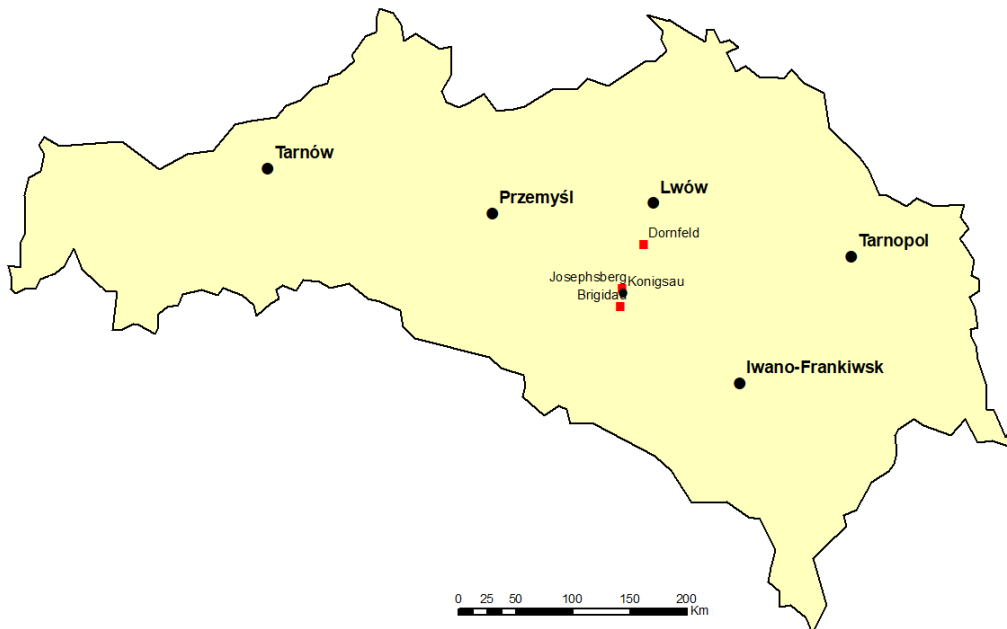 Tarnów
Przemyśl
Lwów
Dornfeld
Tarnopol
Josephsberg
Konigsau
Brigidau
Iwano-Frankiwsk
0 25 50 100 150 200
Km